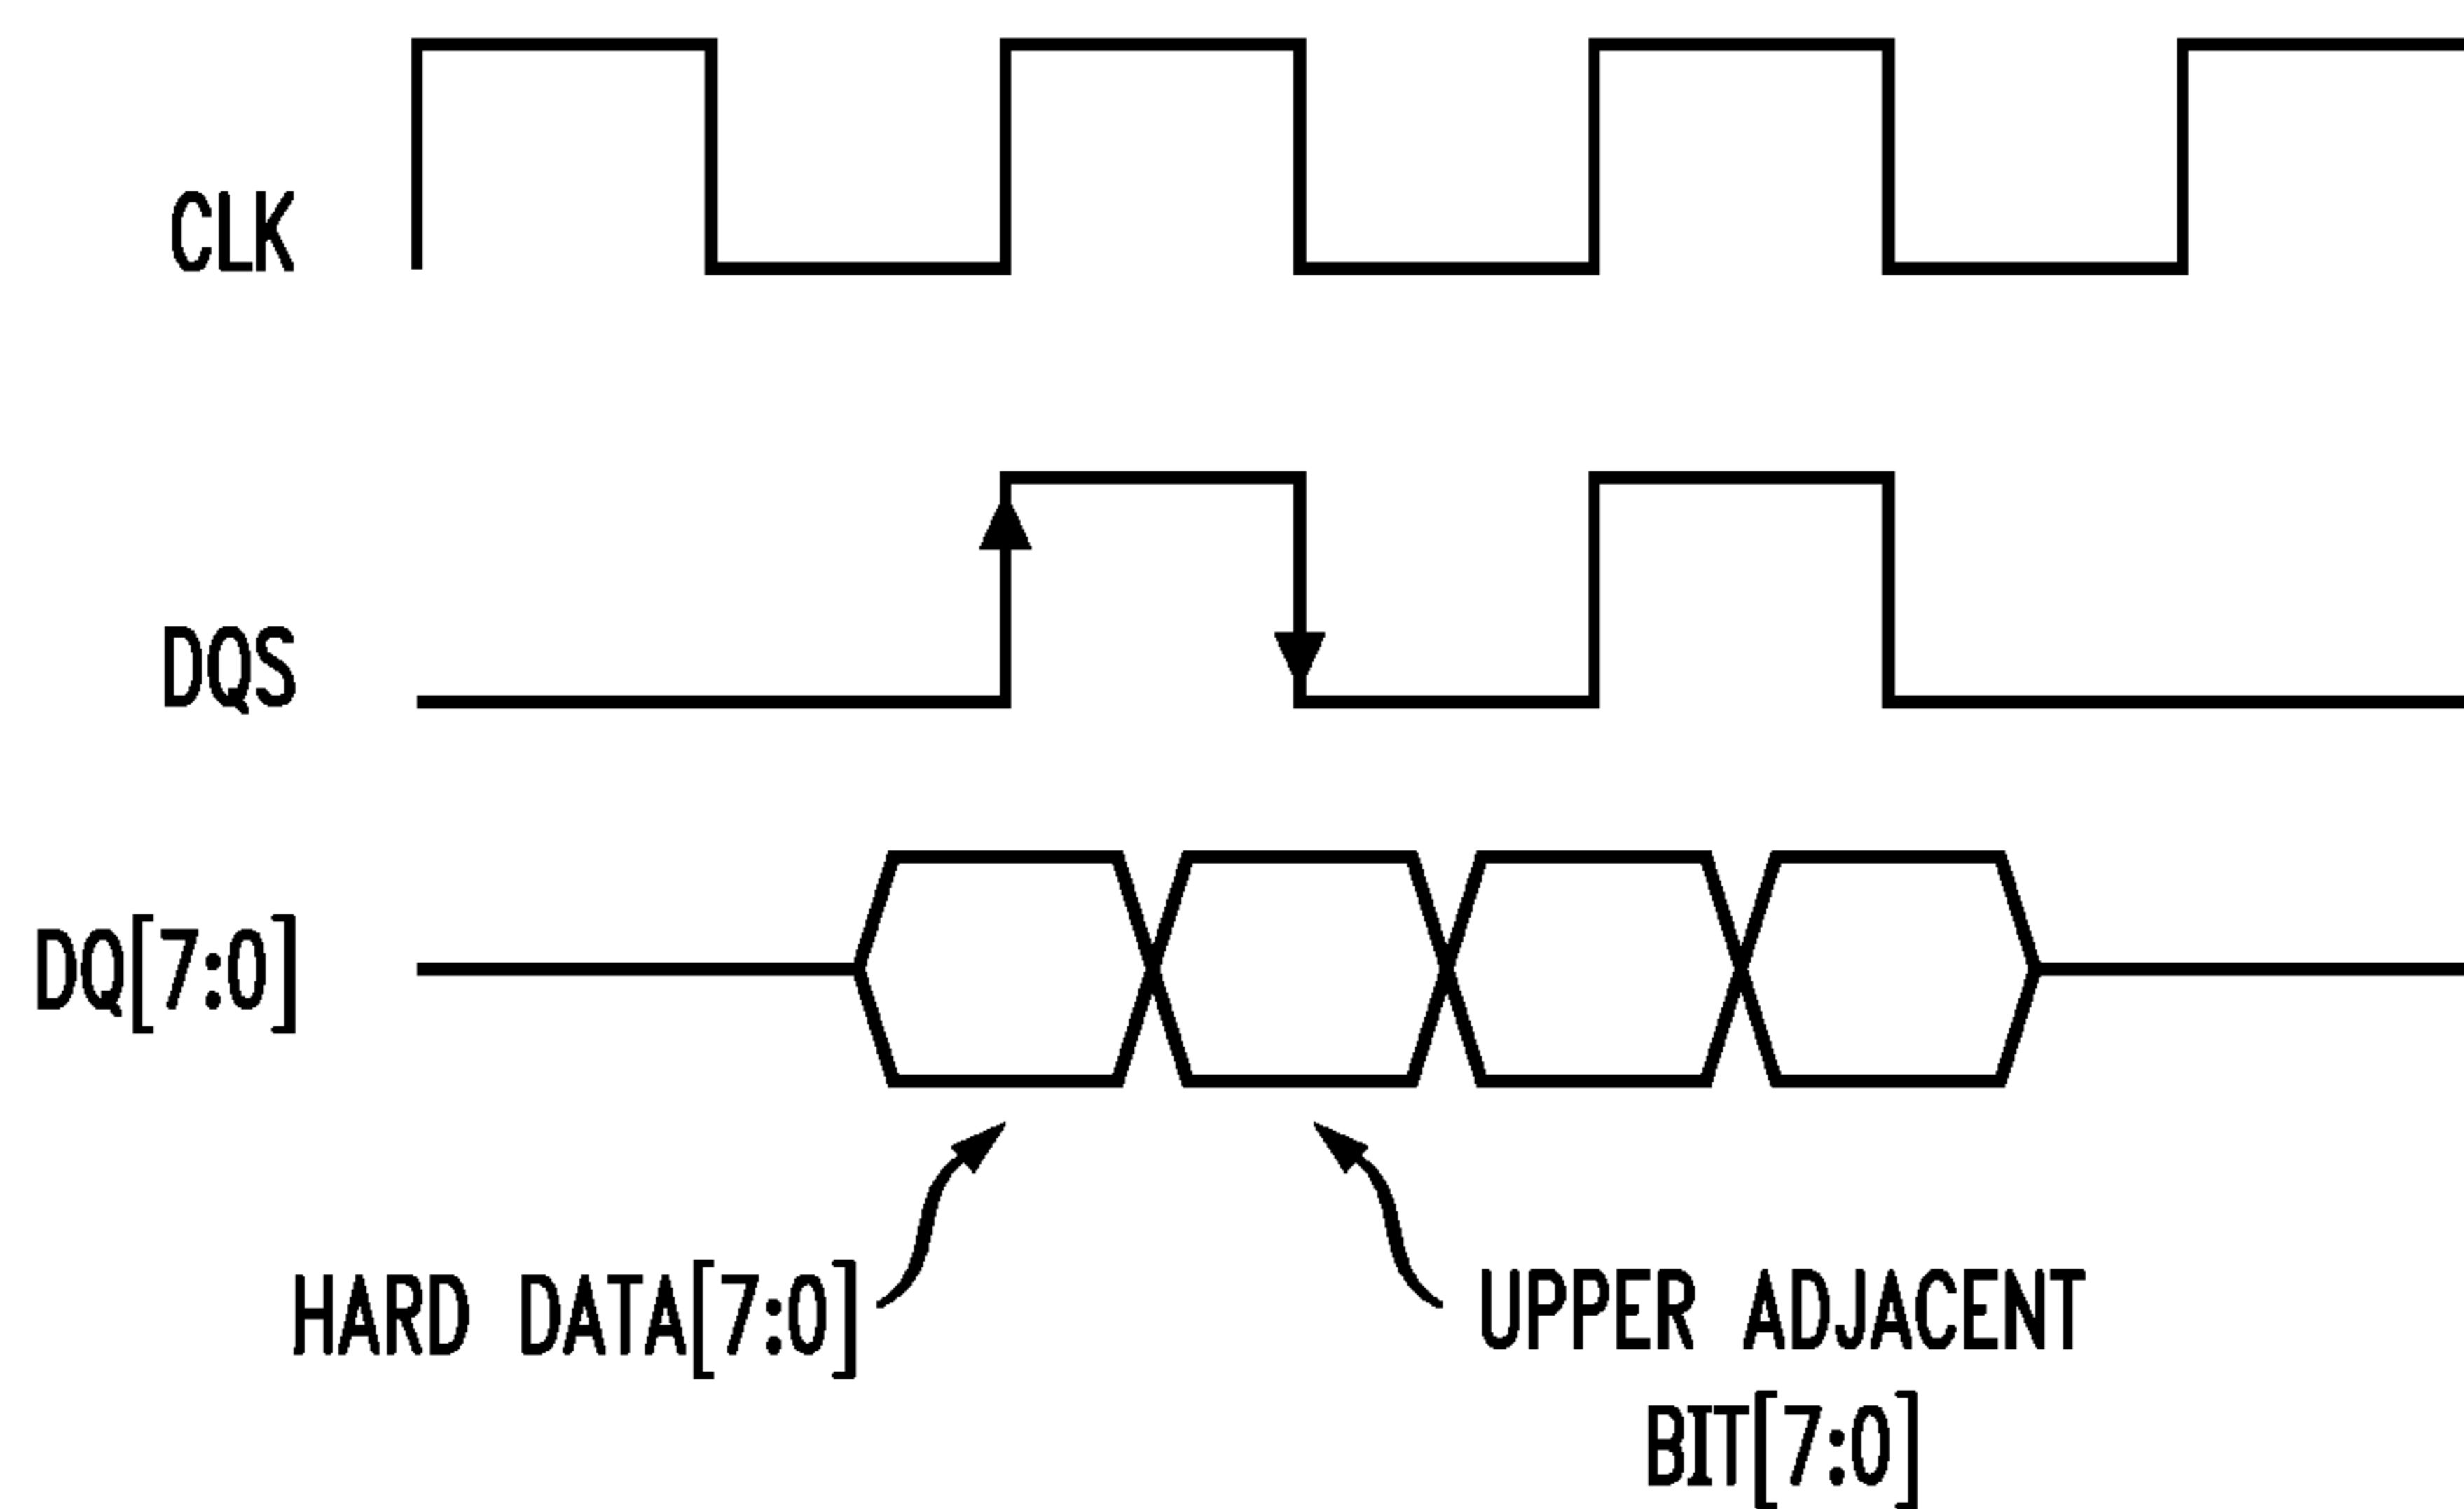 CLK
DQS
DQ[7:0]
HARD DATA[7:0]
UPPER ADJACENT
BIT[7:0]